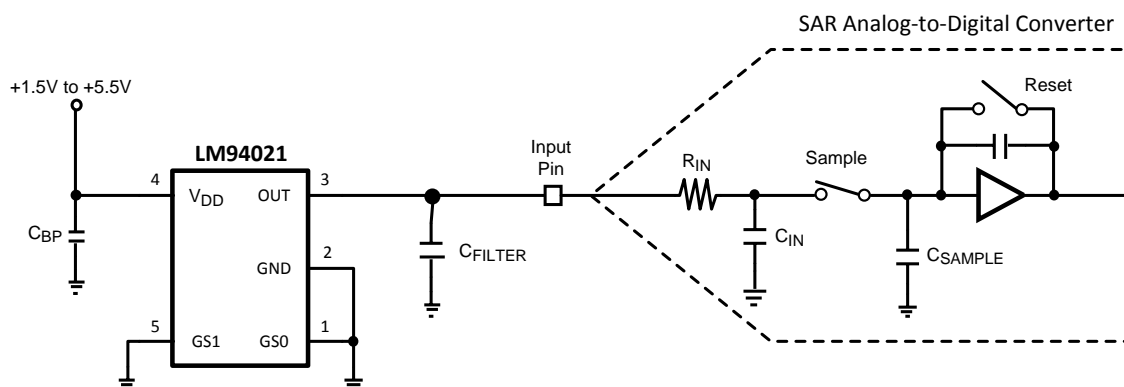 SAR Analog-to-Digital Converter
+1.5V to +5.5V
Reset
LM94021
Input
Pin
RIN
Sample
4
VDD
OUT
3
CBP
CFILTER
CIN
CSAMPLE
GND
2
5
GS1
GS0
1